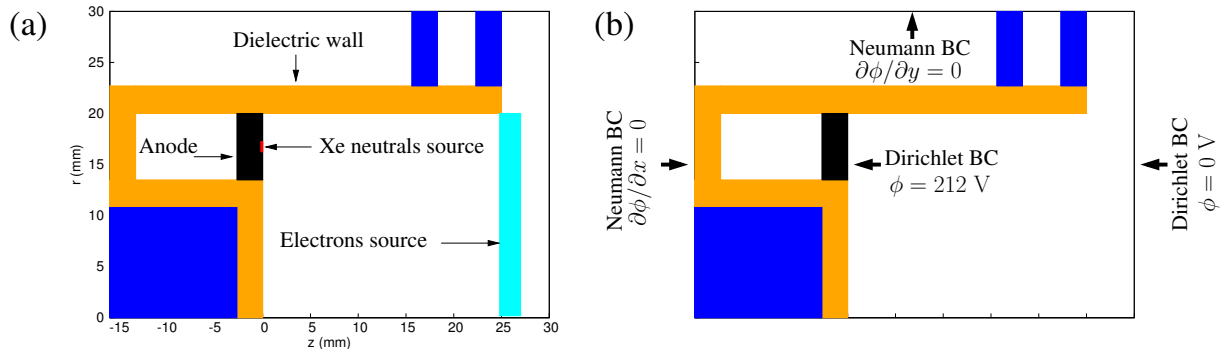 (a)
30
25
20
15
10
5
0
r (mm)
-15
-10
-5
0
5
10
15
20
25
30
z (mm)
Dielectric wall
Anode
Xe neutrals source
Electrons source
(b)
Neumann BC
∂ϕ/∂y = 0
Neumann BC
∂ϕ/∂x = 0
Dirichlet BC
ϕ = 212 V
Dirichlet BC
ϕ = 0 V